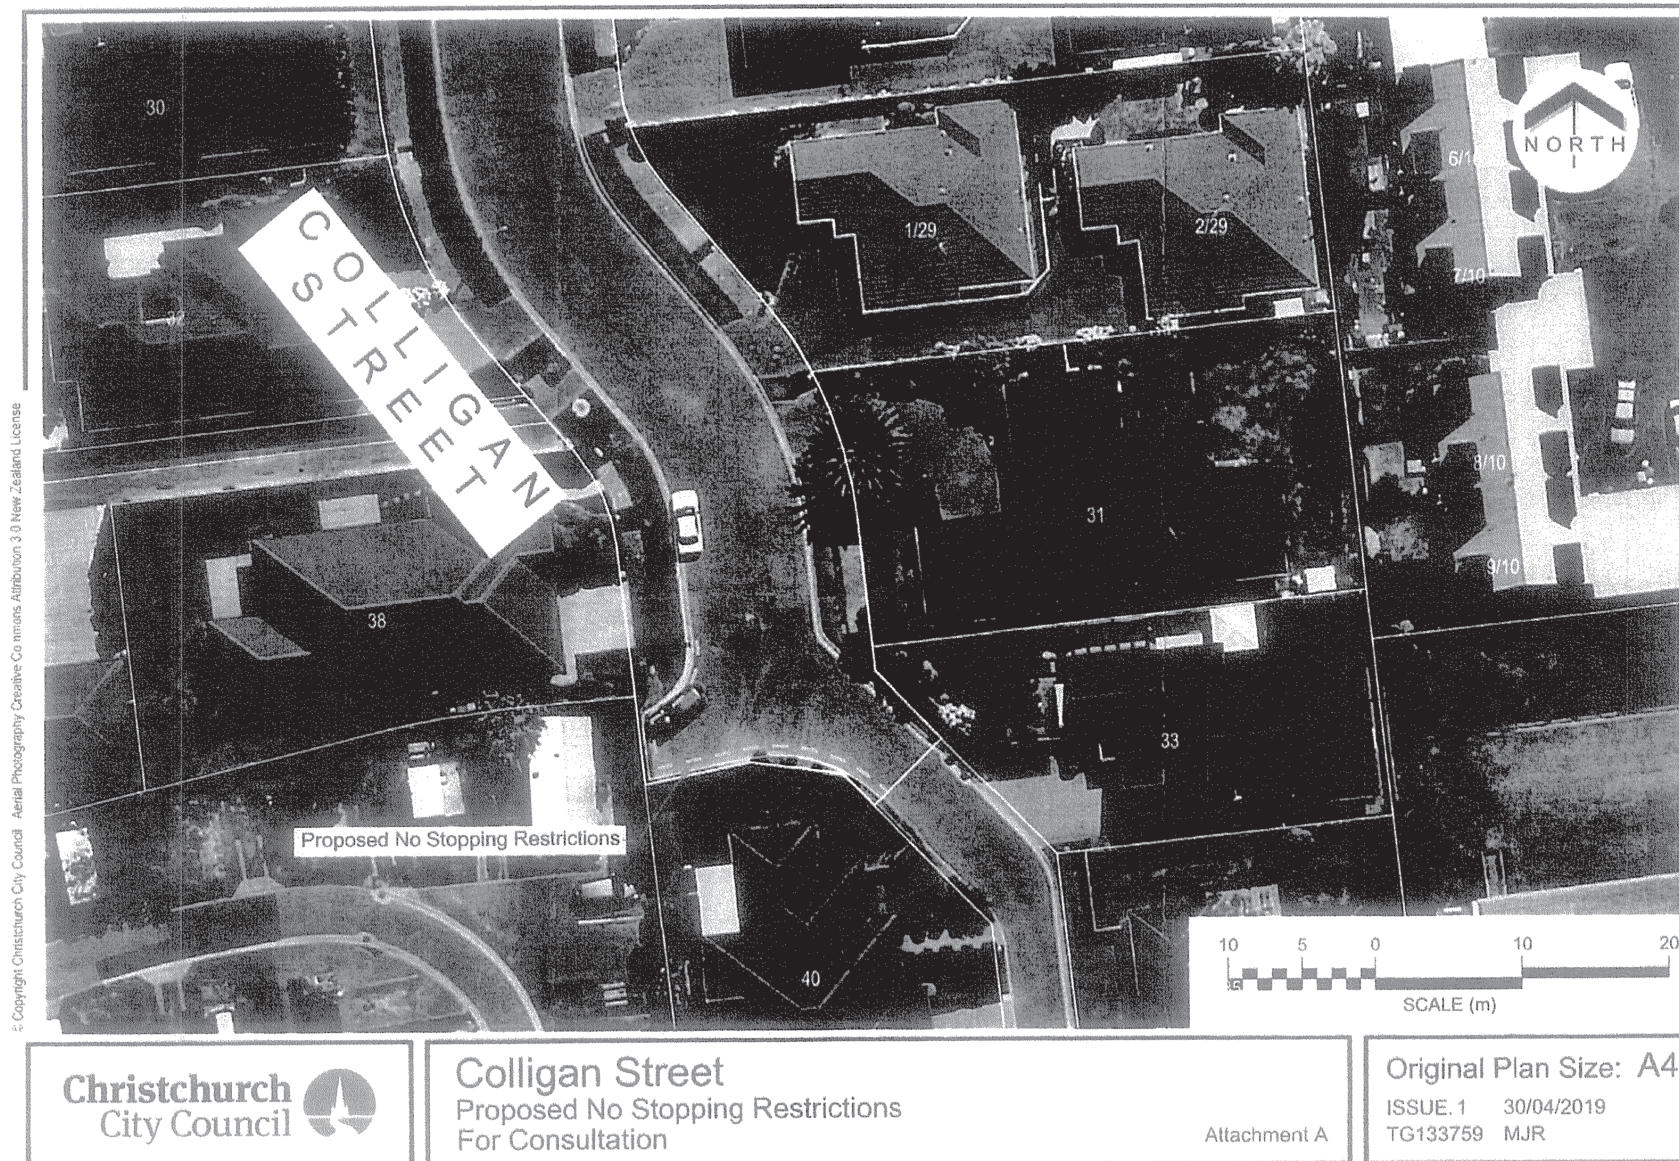 30
COLLIGAN
STREET
1/29
2/29
NORTH
7/10
8/10
31
9/10
38
33
Proposed No Stopping Restrictions
40
10 5 0 10 20
SCALE (m)
© Copyright Christchurch City Council Aerial Photography Creative Commons Attribution 3.0 New Zealand License
Christchurch
City Council
Colligan Street
Proposed No Stopping Restrictions
For Consultation
Attachment A
Original Plan Size: A4
ISSUE. 1 30/04/2019
TG133759 MJR